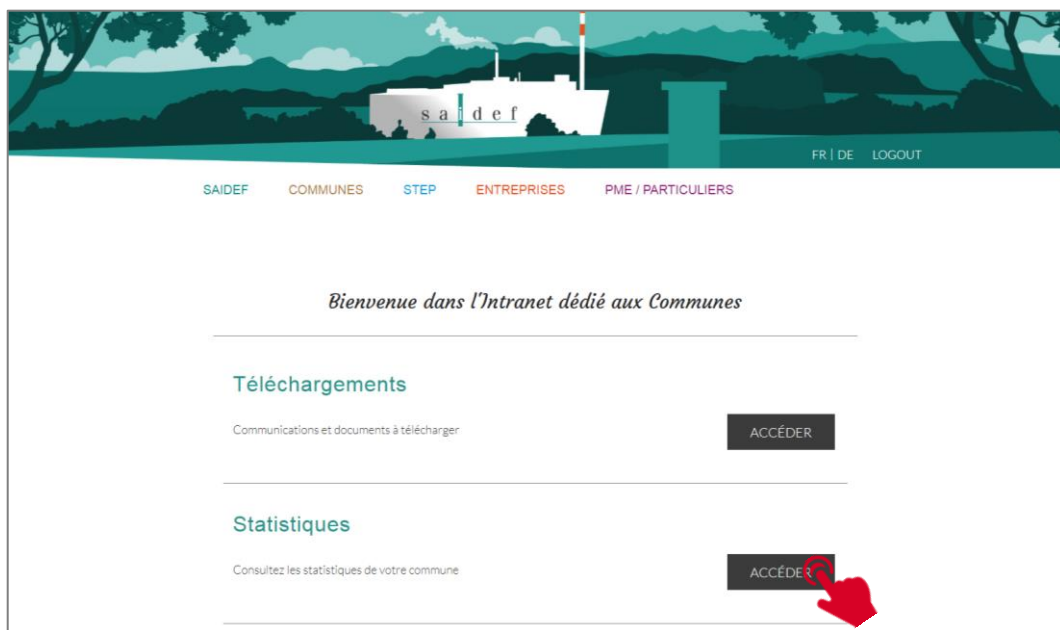 saidef
FR | DE LOGOUT
SAIDEF COMMUNES STEP ENTREPRISES PME / PARTICULIERS
Bienvenue dans l'Intranet dédié aux Communes
Téléchargements
Communications et documents à télécharger
ACCÉDER
Statistiques
Consultez les statistiques de votre commune
ACCÉDER